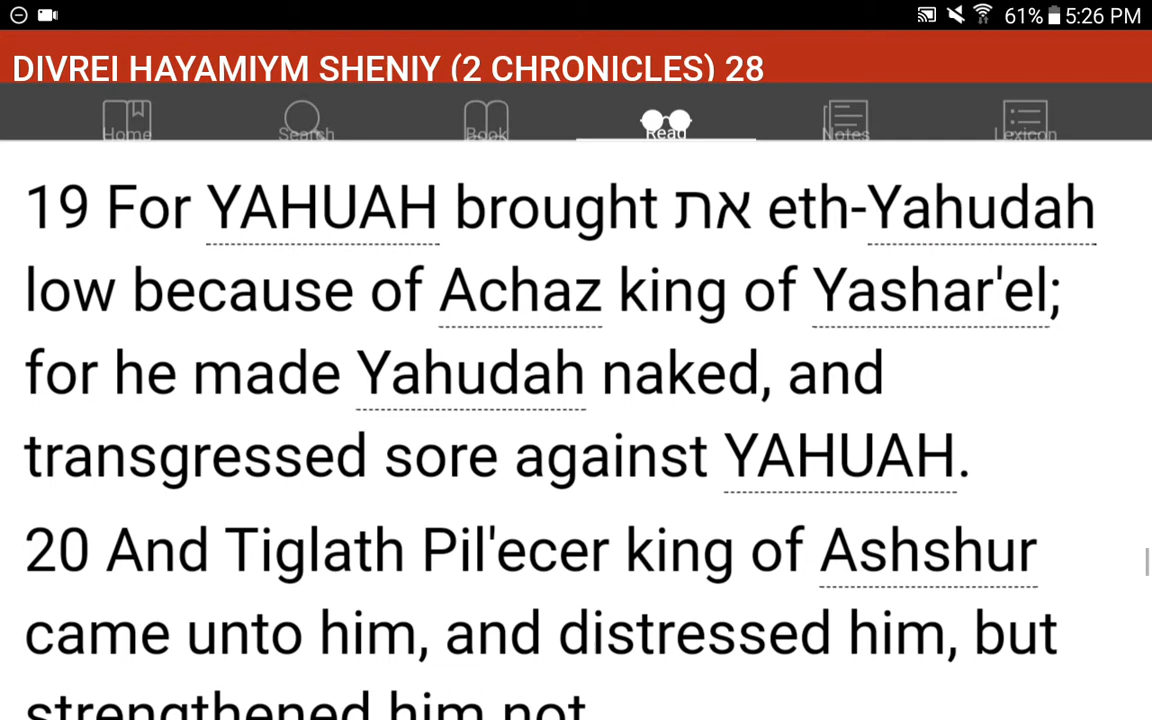 61% 5:26 PM
DIVREI HAYAMIYM SHENIY (2 CHRONICLES) 28
Home Search Book Read Notes Lexicon
19 For YAHUAH brought את eth-Yahudah
low because of Achaz king of Yashar'el;
for he made Yahudah naked, and
transgressed sore against YAHUAH.
20 And Tiglath Pil'ecer king of Ashshur
came unto him, and distressed him, but
strengthened him not.